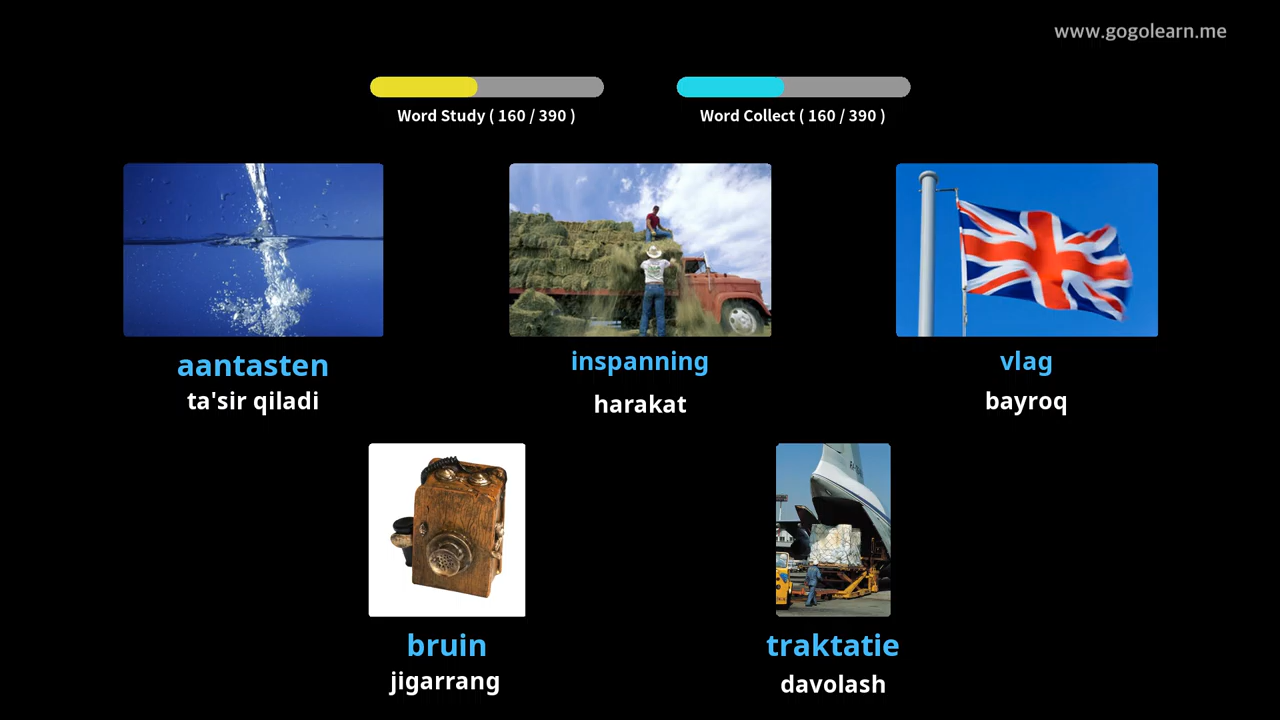 www.gogolearn.me
Word Study ( 160 / 390 )
Word Collect ( 160 / 390 )
aantasten
ta'sir qiladi
inspanning
harakat
vlag
bayroq
bruin
jigarrang
traktatie
davolash